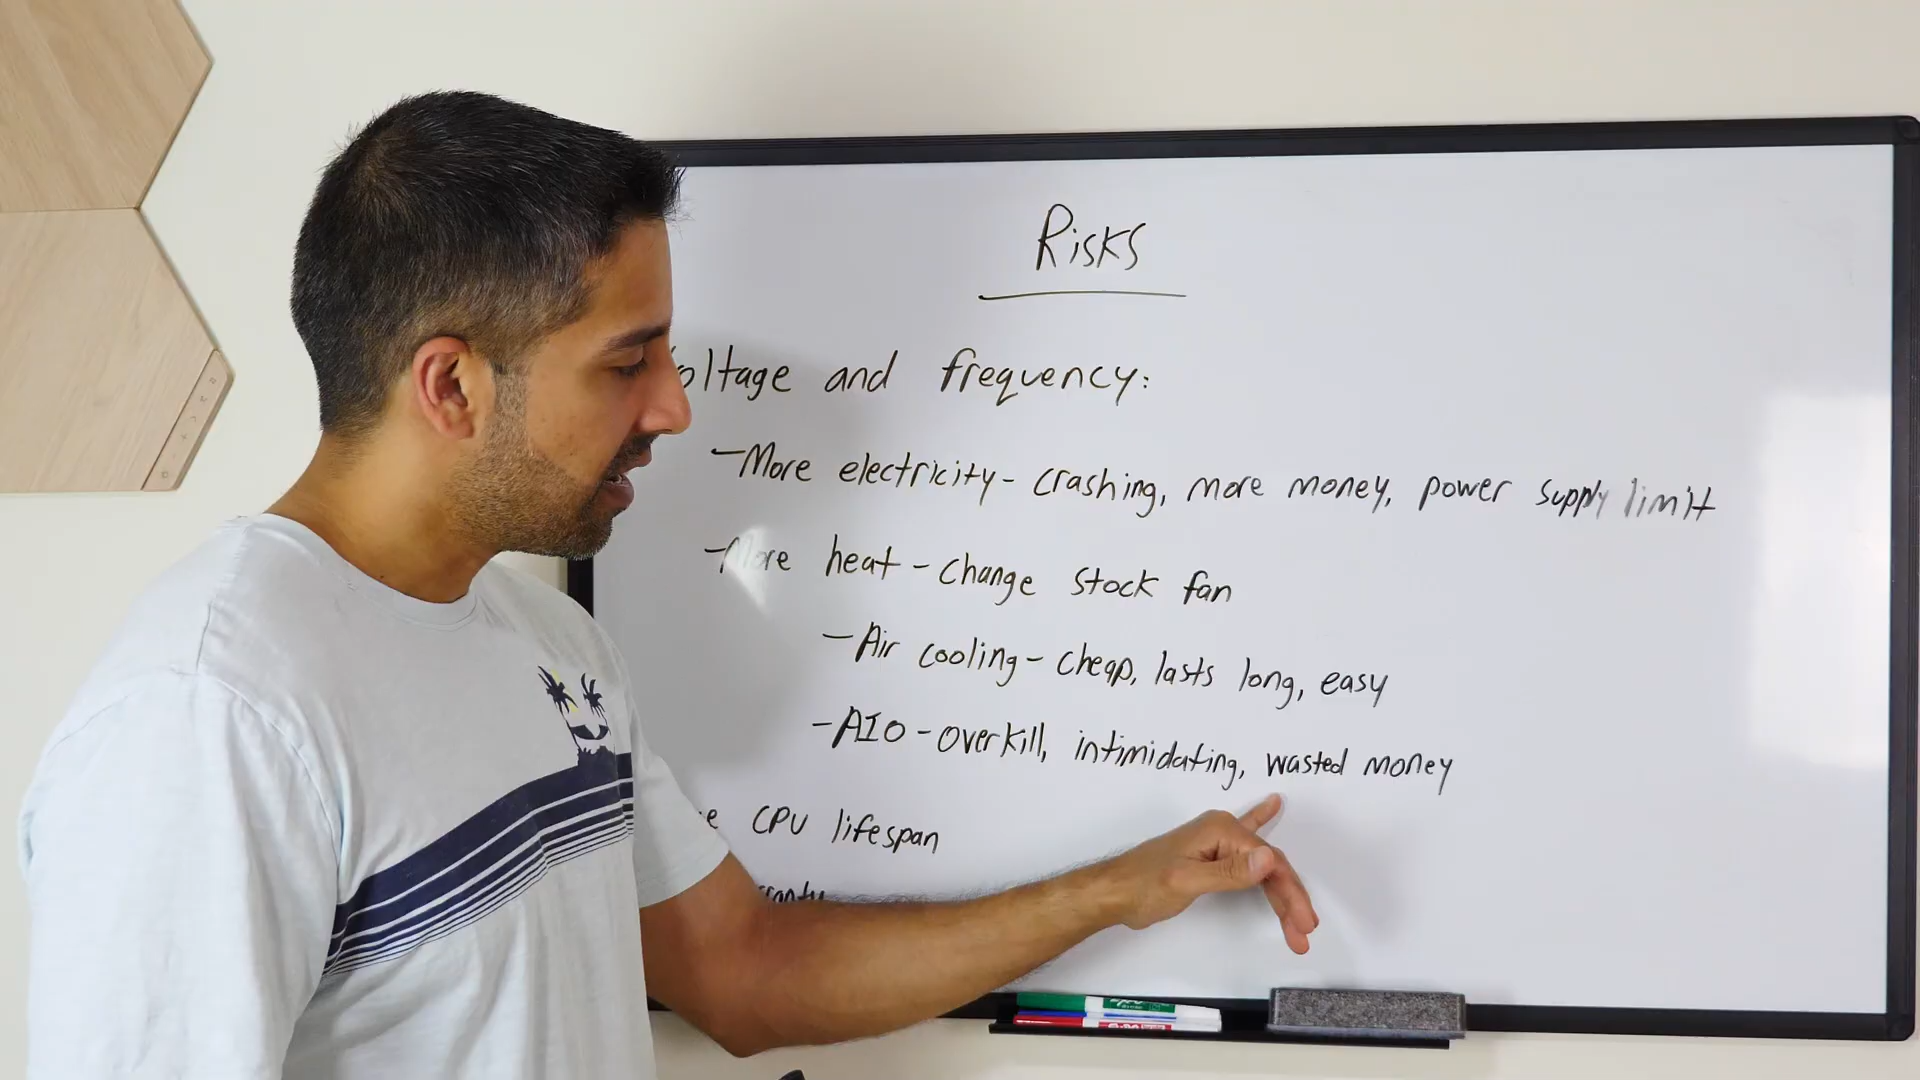 Risks
oltage and frequency:
-More electricity- crashing, more money, power supply limit
-More heat - change stock fan
-Air cooling- cheap, lasts long, easy
-AIO - overkill, intimidating, wasted money
CPU lifespan